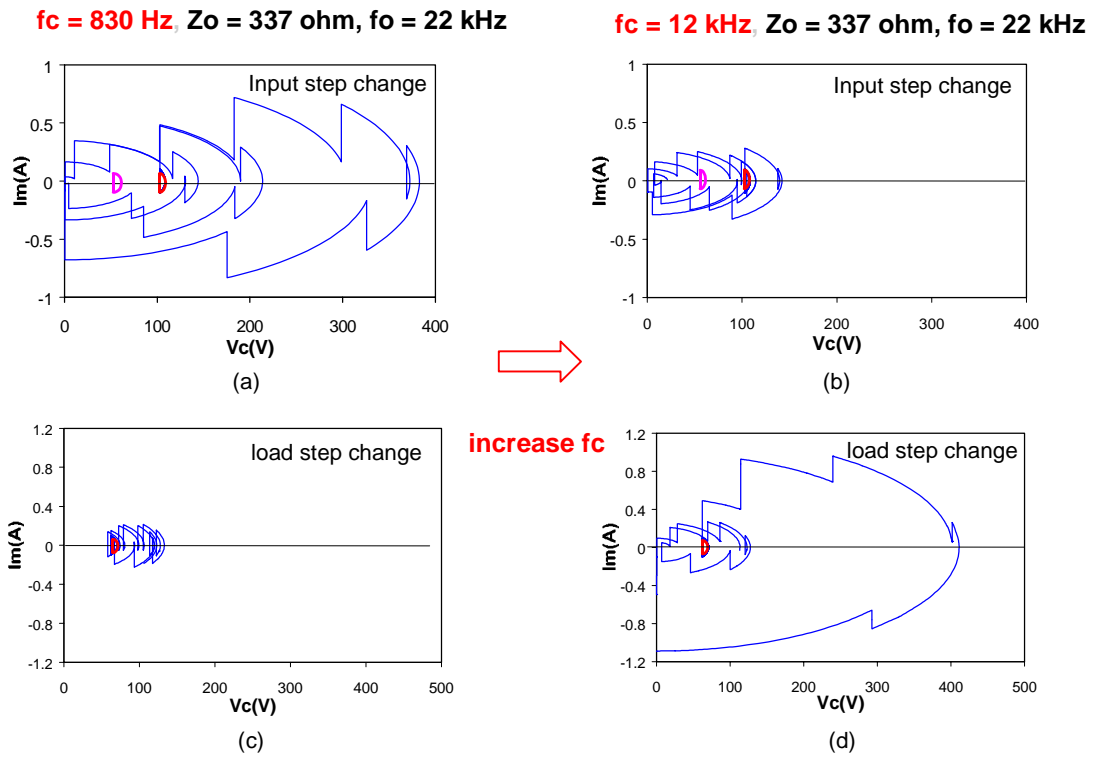 fc = 830 Hz, Zo = 337 ohm, fo = 22 kHz
fc = 12 kHz, Zo = 337 ohm, fo = 22 kHz
Input step change
1
0.5
0
-0.5
-1
Im(A)
0 100 200 300 400
Vc(V)
(a)
Input step change
1
0.5
0
-0.5
-1
Im(A)
0 100 200 300 400
Vc(V)
(b)
increase fc
load step change
1.2
0.8
0.4
0
-0.4
-0.8
-1.2
Im(A)
0 100 200 300 400 500
Vc(V)
(c)
load step change
1.2
0.8
0.4
0
-0.4
-0.8
-1.2
Im(A)
0 100 200 300 400 500
Vc(V)
(d)